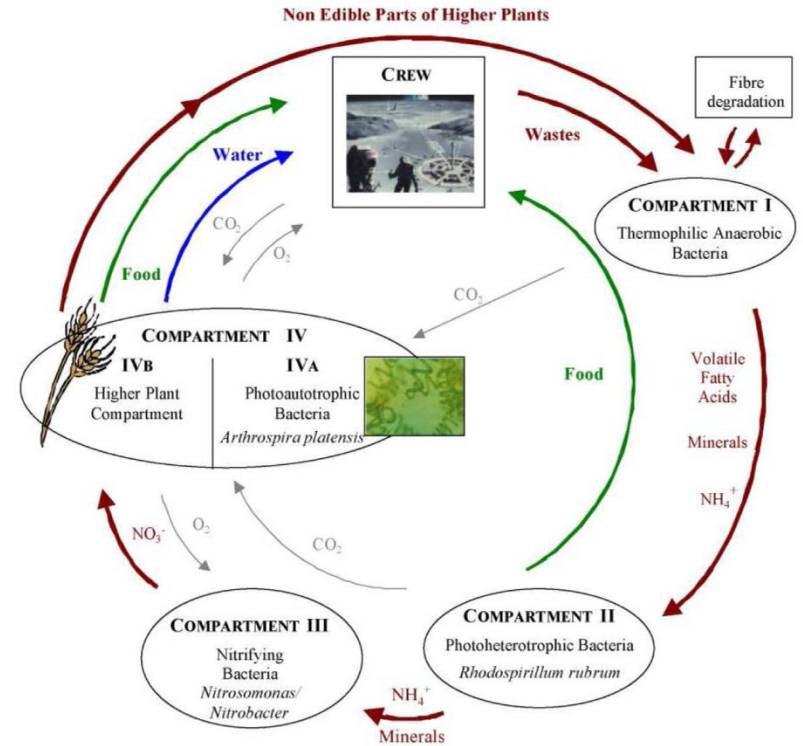 Non Edible Parts of Higher Plants
CREW
Fibre
degradation
Wastes
Water
CO₂
O₂
Food
COMPARTMENT I
Thermophilic Anaerobic
Bacteria
CO₂
COMPARTMENT IV
IVB
Higher Plant
Compartment
IVA
Photoautotrophic
Bacteria
Arthrospira platensis
Food
Volatile
Fatty
Acids
Minerals
NH₄⁺
NO₃⁻
O₂
CO₂
COMPARTMENT III
Nitrifying
Bacteria
Nitrosomonas/
Nitrobacter
COMPARTMENT II
Photoheterotrophic Bacteria
Rhodospirillum rubrum
NH₄⁺
Minerals